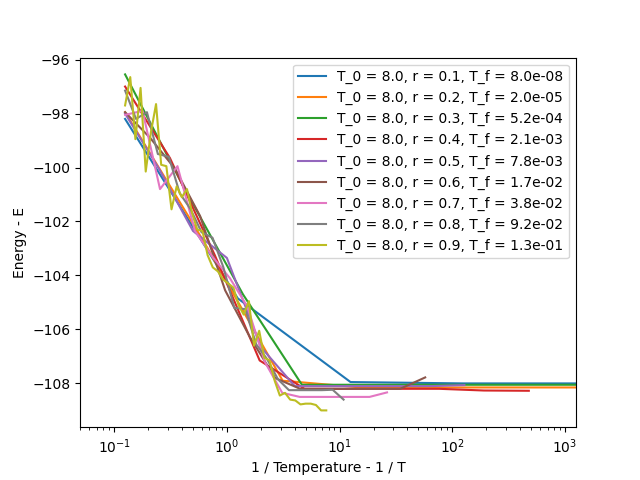 T_0 = 8.0, r = 0.1, T_f = 8.0e-08
T_0 = 8.0, r = 0.2, T_f = 2.0e-05
T_0 = 8.0, r = 0.3, T_f = 5.2e-04
T_0 = 8.0, r = 0.4, T_f = 2.1e-03
T_0 = 8.0, r = 0.5, T_f = 7.8e-03
T_0 = 8.0, r = 0.6, T_f = 1.7e-02
T_0 = 8.0, r = 0.7, T_f = 3.8e-02
T_0 = 8.0, r = 0.8, T_f = 9.2e-02
T_0 = 8.0, r = 0.9, T_f = 1.3e-01
Energy - E
−96
−98
−100
−102
−104
−106
−108
10⁻¹ 10⁰ 10¹ 10² 10³
1 / Temperature - 1 / T